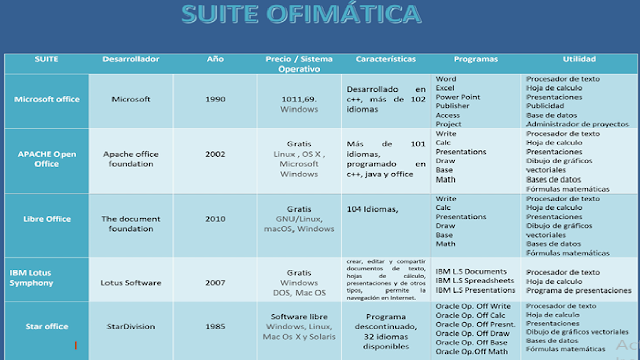 SUITE OFIMÁTICA
SUITE
Desarrollador
Año
Precio / Sistema
Operativo
Características
Programas
Utilidad
Microsoft office
Microsoft
1990
1011,69.
Windows
Desarrollado en
c++, más de 102
idiomas
Word
Excel
Power Point
Publisher
Access
Project
Procesador de texto
Hoja de calculo
Presentaciones
Publicidad
Base de datos
Administrador de proyectos
APACHE Open
Office
Apache office
foundation
2002
Gratis
Linux , OS X ,
Microsoft
Windows
Más de 101
idiomas,
programado en
c++, java y office
Write
Calc
Presentations
Draw
Base
Math
Procesador de texto
Hoja de calculo
Presentaciones
Dibujo de gráficos
vectoriales
Bases de datos
Fórmulas matemáticas
Libre Office
The document
foundation
2010
Gratis
GNU/Linux,
macOS, Windows
104 Idiomas,
Write
Calc
Presentations
Draw
Base
Math
Procesador de texto
Hoja de calculo
Presentaciones
Dibujo de gráficos
vectoriales
Bases de datos
Fórmulas matemáticas
IBM Lotus
Symphony
Lotus Software
2007
Gratis
Windows
DOS, Mac OS
crear, editar y compartir
documentos de texto,
hojas de cálculo,
presentaciones y de otros
tipos, permite la
navegación en Internet.
IBM L.S Documents
IBM L.S Spreadsheets
IBM L.S Presentations
Procesador de texto
Hoja de calculo
Programa de presentaciones
Star office
StarDivision
1985
Software libre
Windows, Linux,
Mac Os X y Solaris
Programa
descontinuado,
32 idiomas
disponibles
Oracle Op. Off Write
Oracle Op. Off Calc
Oracle Op. Off Presnt.
Oracle Op. Off Draw
Oracle Op. Off Base
Oracle Op.Off Math
Procesador de texto
Hoja de calculo
Presentaciones
Dibujo de gráficos vectoriales
Bases de datos
Fórmulas matemáticas